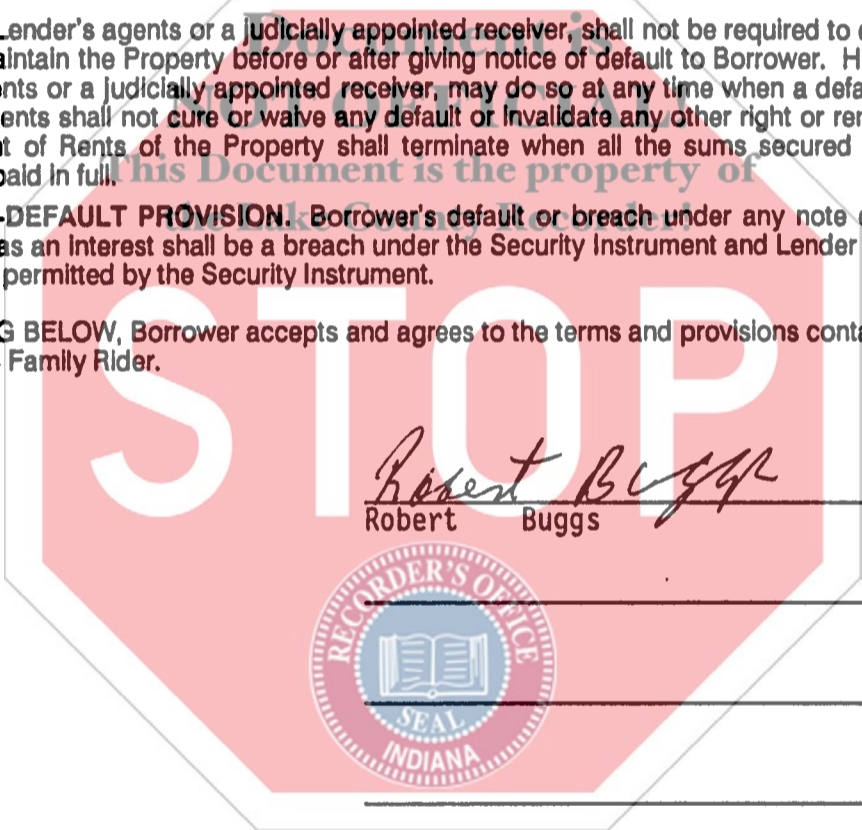 Document is
Lender's agents or a judicially appointed receiver, shall not be required to
aintain the Property before or after giving notice of default to Borrower. H
NOT OFFICIAL!
nts or a judicially appointed receiver, may do so at any time when a defa
ents shall not cure or waive any default or invalidate any other right or rer
t of Rents of the Property shall terminate when all the sums secured
This Document is the property of
paid in full.
the Lake County Recorder!
-DEFAULT PROVISION. Borrower's default or breach under any note
as an interest shall be a breach under the Security Instrument and Lender
permitted by the Security Instrument.
G BELOW, Borrower accepts and agrees to the terms and provisions conta
Family Rider.
STOP
Robert Buggs
Robert Buggs
RECORDER'S OFFICE
SEAL
INDIANA